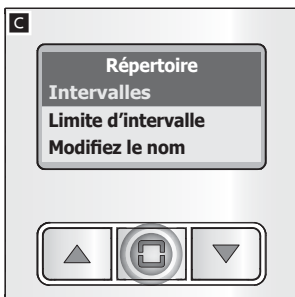 C
Répertoire
Intervalles
Limite d'intervalle
Modifiez le nom